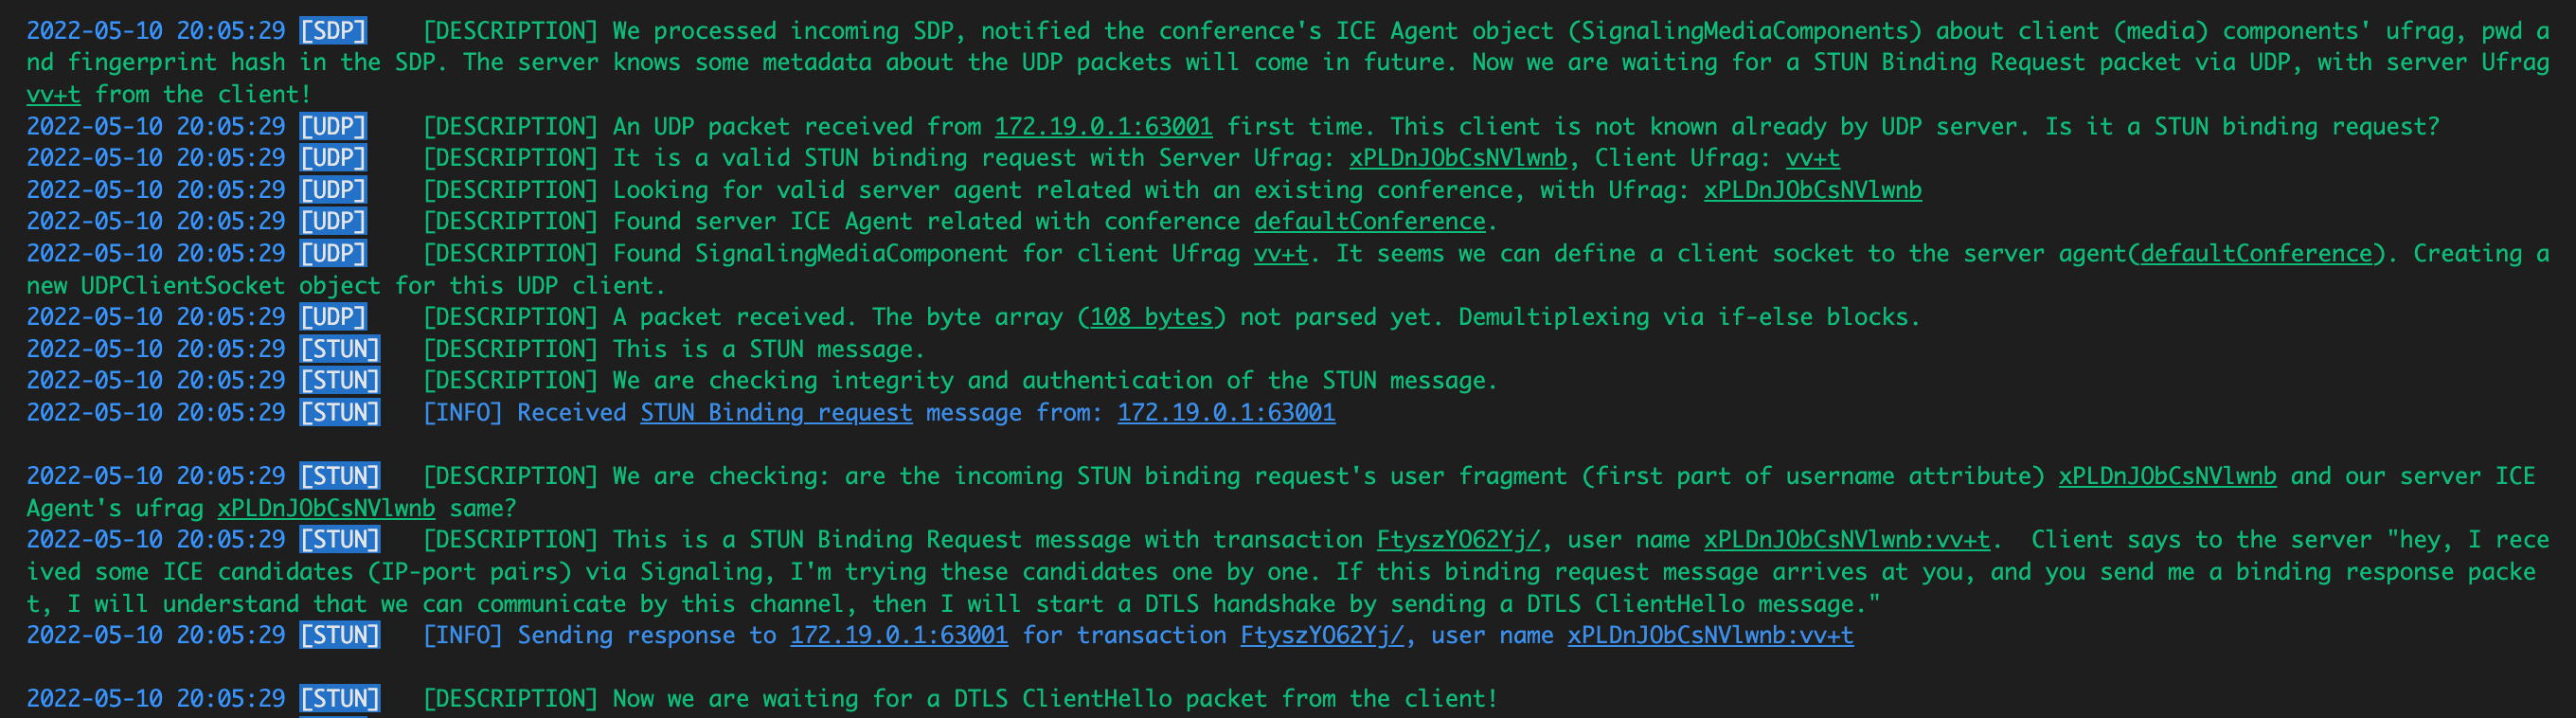 2022-05-10 20:05:29 [SDP] [DESCRIPTION] We processed incoming SDP, notified the conference's ICE Agent object (SignalingMediaComponents) about client (media) components' ufrag, pwd a
nd fingerprint hash in the SDP. The server knows some metadata about the UDP packets will come in future. Now we are waiting for a STUN Binding Request packet via UDP, with server Ufrag
vv+t from the client!
2022-05-10 20:05:29 [UDP] [DESCRIPTION] An UDP packet received from 172.19.0.1:63001 first time. This client is not known already by UDP server. Is it a STUN binding request?
2022-05-10 20:05:29 [UDP] [DESCRIPTION] It is a valid STUN binding request with Server Ufrag: xPLDnJObCsNVlwnb, Client Ufrag: vv+t
2022-05-10 20:05:29 [UDP] [DESCRIPTION] Looking for valid server agent related with an existing conference, with Ufrag: xPLDnJObCsNVlwnb
2022-05-10 20:05:29 [UDP] [DESCRIPTION] Found server ICE Agent related with conference defaultConference.
2022-05-10 20:05:29 [UDP] [DESCRIPTION] Found SignalingMediaComponent for client Ufrag vv+t. It seems we can define a client socket to the server agent(defaultConference). Creating a
new UDPClientSocket object for this UDP client.
2022-05-10 20:05:29 [UDP] [DESCRIPTION] A packet received. The byte array (108 bytes) not parsed yet. Demultiplexing via if-else blocks.
2022-05-10 20:05:29 [STUN] [DESCRIPTION] This is a STUN message.
2022-05-10 20:05:29 [STUN] [DESCRIPTION] We are checking integrity and authentication of the STUN message.
2022-05-10 20:05:29 [STUN] [INFO] Received STUN Binding request message from: 172.19.0.1:63001
2022-05-10 20:05:29 [STUN] [DESCRIPTION] We are checking: are the incoming STUN binding request's user fragment (first part of username attribute) xPLDnJObCsNVlwnb and our server ICE
Agent's ufrag xPLDnJObCsNVlwnb same?
2022-05-10 20:05:29 [STUN] [DESCRIPTION] This is a STUN Binding Request message with transaction FtyszYO62Yj/, user name xPLDnJObCsNVlwnb:vv+t.  Client says to the server "hey, I rece
ived some ICE candidates (IP-port pairs) via Signaling, I'm trying these candidates one by one. If this binding request message arrives at you, and you send me a binding response packe
t, I will understand that we can communicate by this channel, then I will start a DTLS handshake by sending a DTLS ClientHello message."
2022-05-10 20:05:29 [STUN] [INFO] Sending response to 172.19.0.1:63001 for transaction FtyszYO62Yj/, user name xPLDnJObCsNVlwnb:vv+t
2022-05-10 20:05:29 [STUN] [DESCRIPTION] Now we are waiting for a DTLS ClientHello packet from the client!